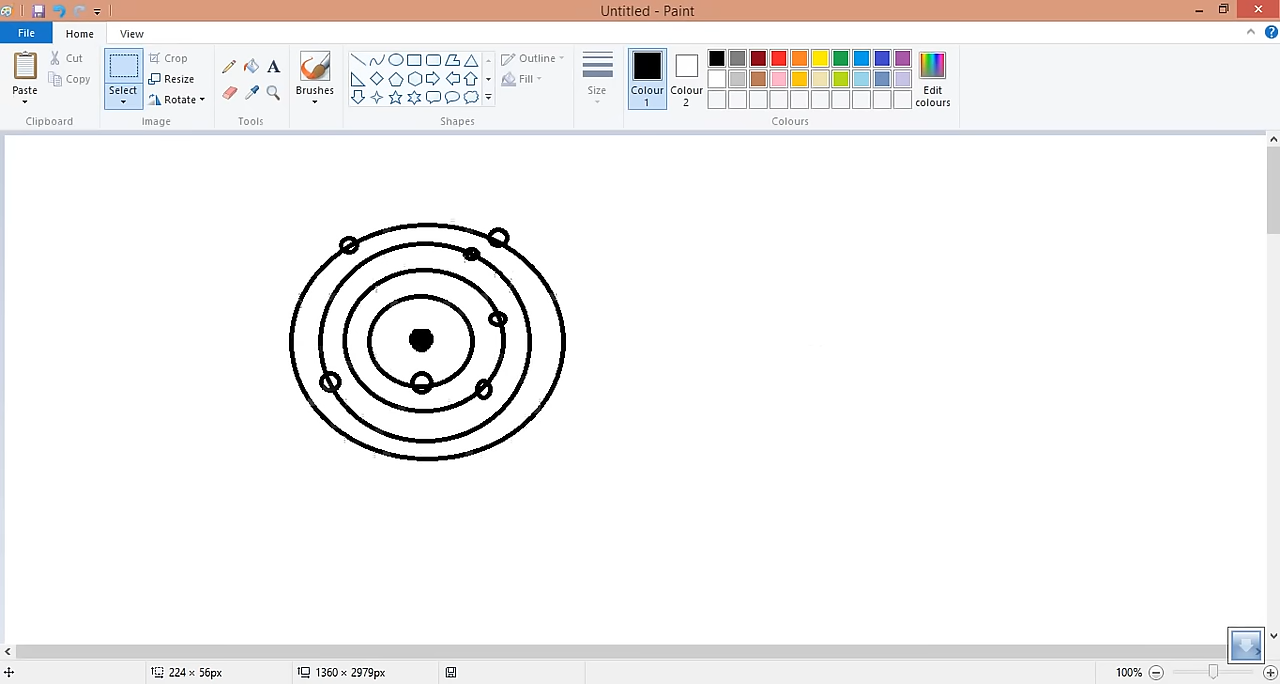 Untitled - Paint
File Home View
Paste
Cut
Copy
Clipboard
Select
Crop
Resize
Rotate
Image
A
Tools
Brushes
Shapes
Outline
Fill
Size
Colour 1
Colour 2
Edit colours
Colours
224 × 56px
1360 × 2979px
100%